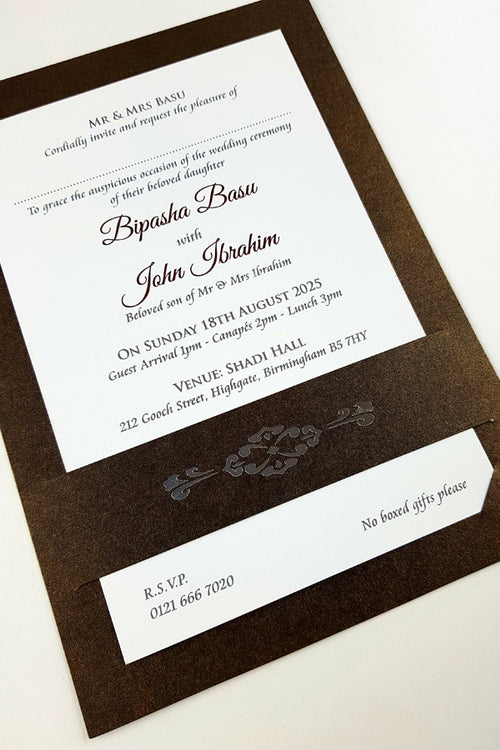 Mr & Mrs Basu
Cordially invite and request the pleasure of
To grace the auspicious occasion of the wedding ceremony
of their beloved daughter
Bipasha Basu
with
John Ibrahim
Beloved son of Mr & Mrs Ibrahim
On Sunday 18th August 2025
Guest Arrival 1pm - Canapés 2pm - Lunch 3pm
Venue: Shadi Hall
212 Gooch Street, Highgate, Birmingham B5 7HY
No boxed gifts please
R.S.V.P.
0121 666 7020